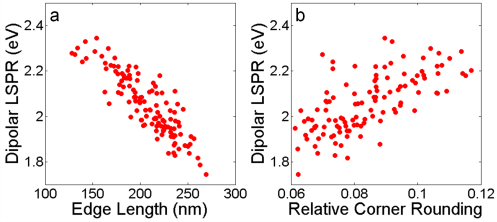 a
2.4
2.2
2
1.8
Dipolar LSPR (eV)
100 150 200 250 300
Edge Length (nm)
b
2.4
2.2
2
1.8
Dipolar LSPR (eV)
0.06 0.08 0.1 0.12
Relative Corner Rounding